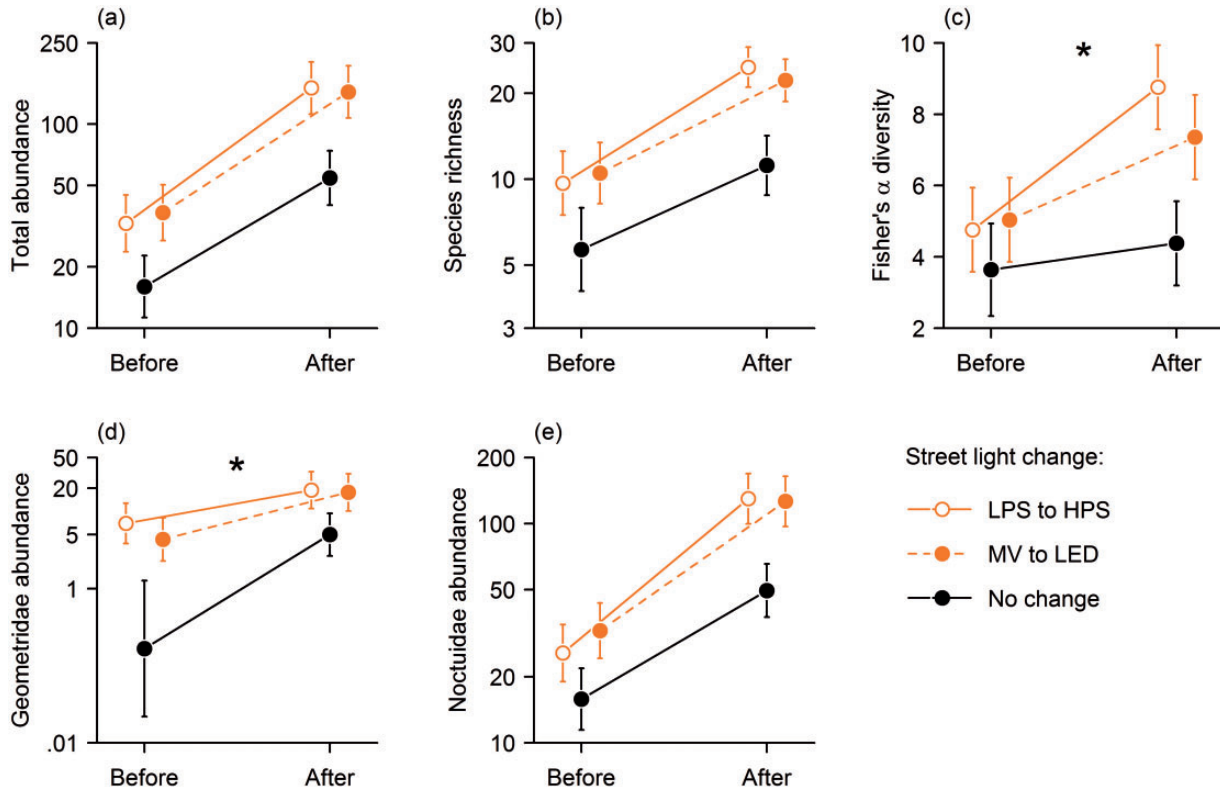 (a)
Total abundance
250
100
50
20
10
Before After
(b)
Species richness
30
20
10
5
3
Before After
(c)
Fisher's α diversity
10
8
6
4
2
*
Before After
(d)
Geometridae abundance
50
20
5
1
.01
*
Before After
(e)
Noctuidae abundance
200
100
50
20
10
Before After
Street light change:
LPS to HPS
MV to LED
No change